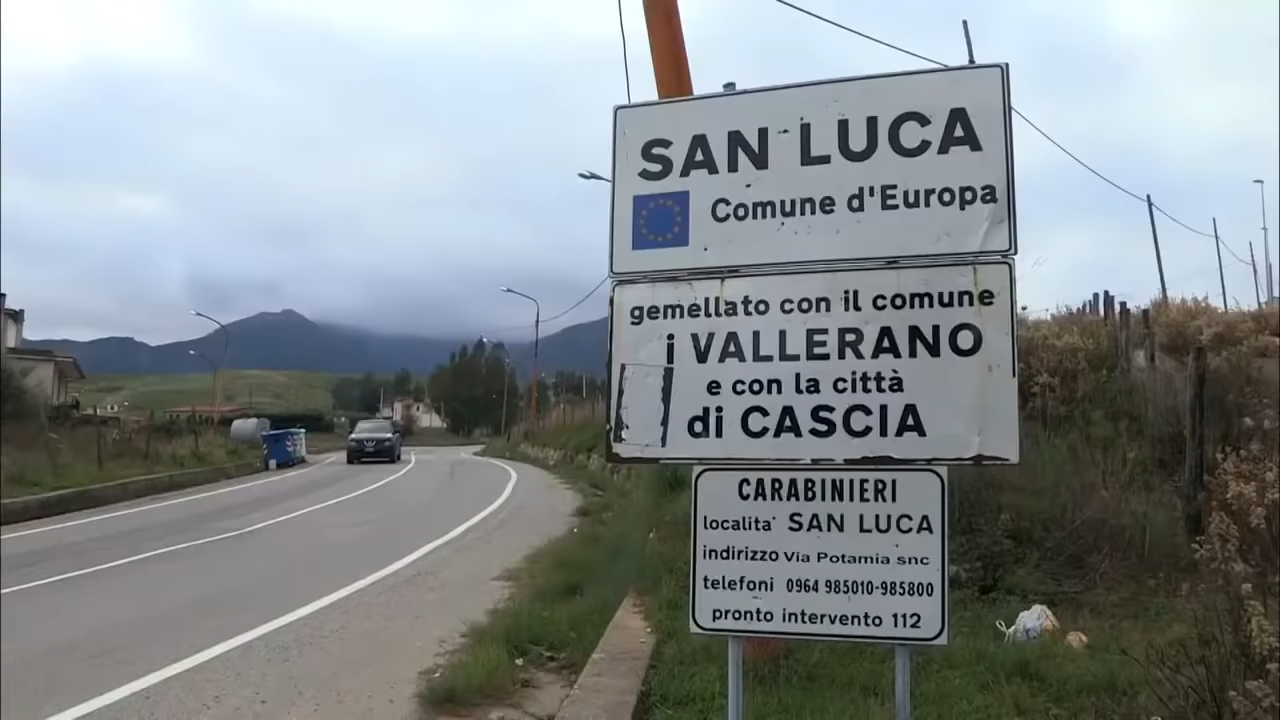 SAN LUCA
Comune d'Europa
gemellato con il comune
i VALLERANO
e con la città
di CASCIA
CARABINIERI
localita' SAN LUCA
indirizzo Via Potamia snc
telefoni 0964 985010-985800
pronto intervento 112